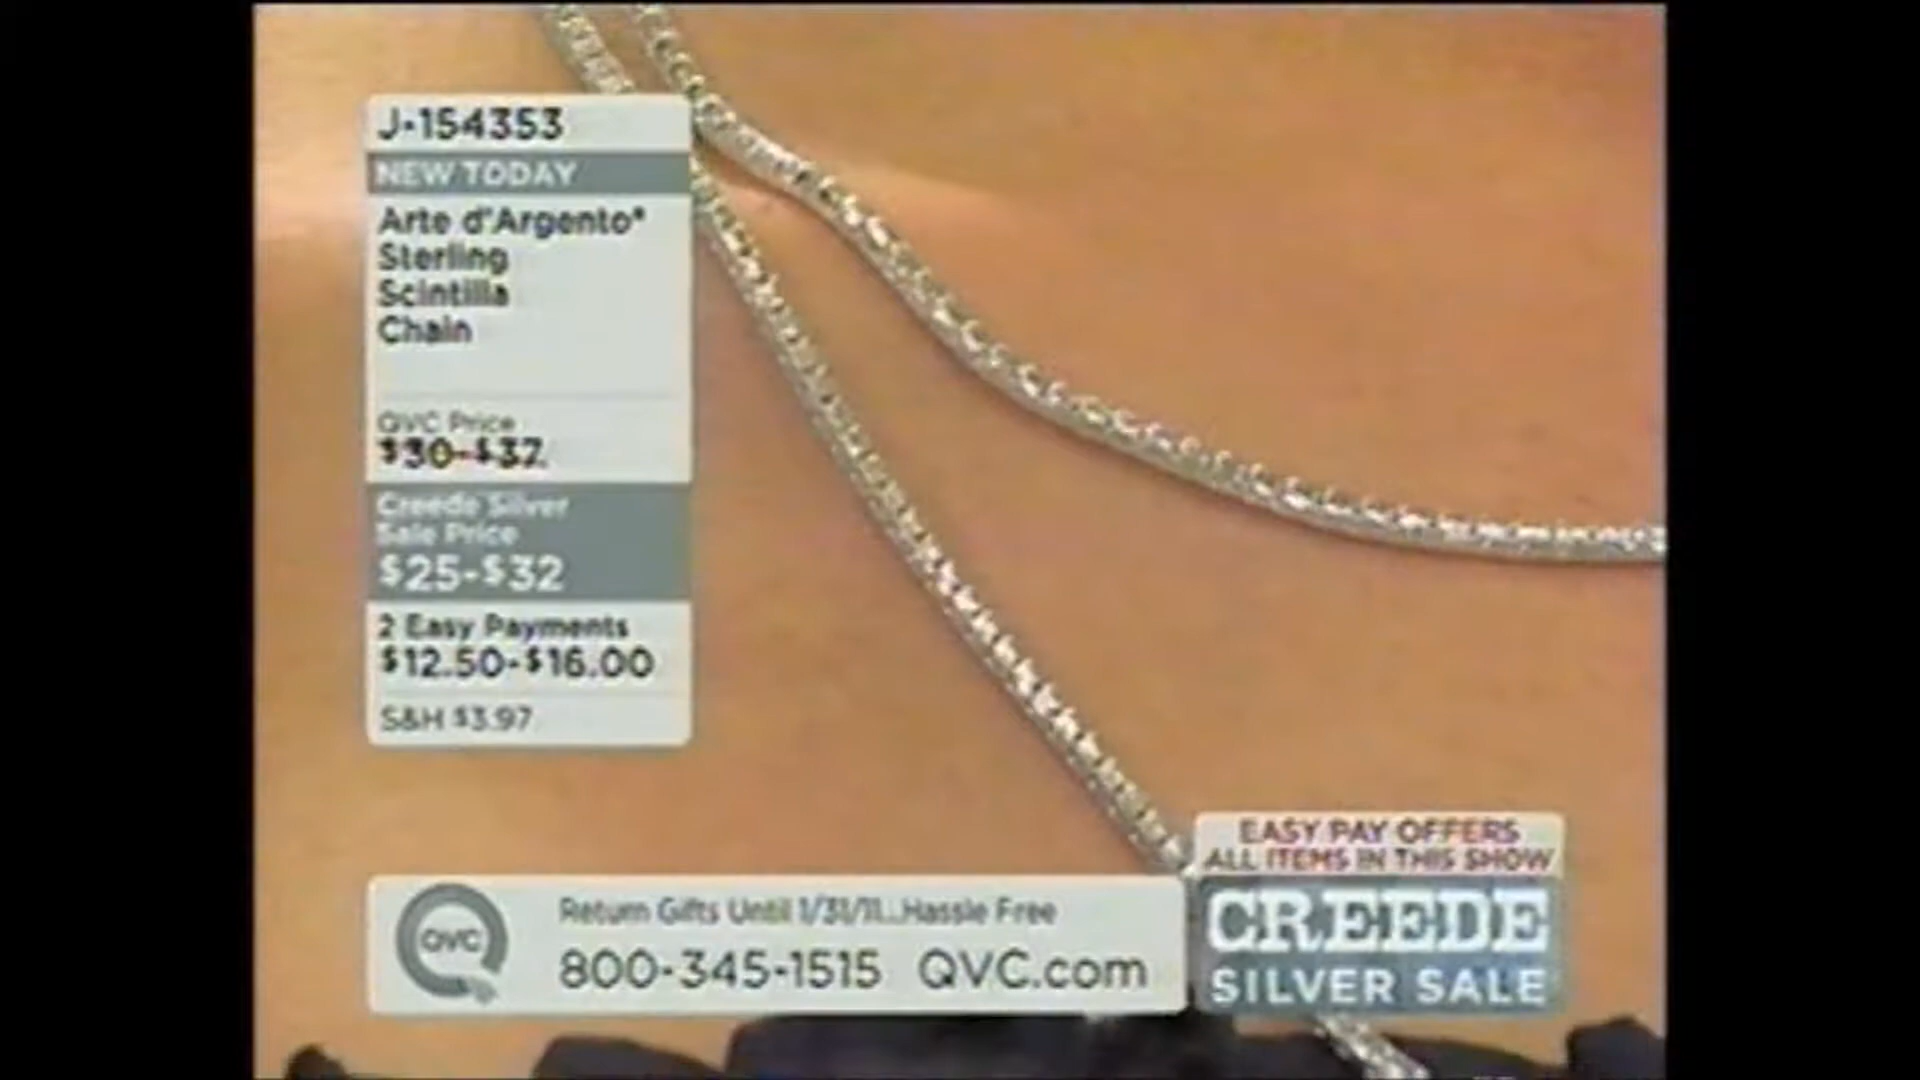 J-154353
NEW TODAY
Arte d'Argento*
Sterling
Scintilla
Chain
QVC Price
$30-$37
Creede Silver
Sale Price
$25-$32
2 Easy Payments
$12.50-$16.00
S&H $3.97
EASY PAY OFFERS
ALL ITEMS IN THIS SHOW
CREEDE
SILVER SALE
QVC
Return Gifts Until 1/31/11...Hassle Free
800-345-1515 QVC.com